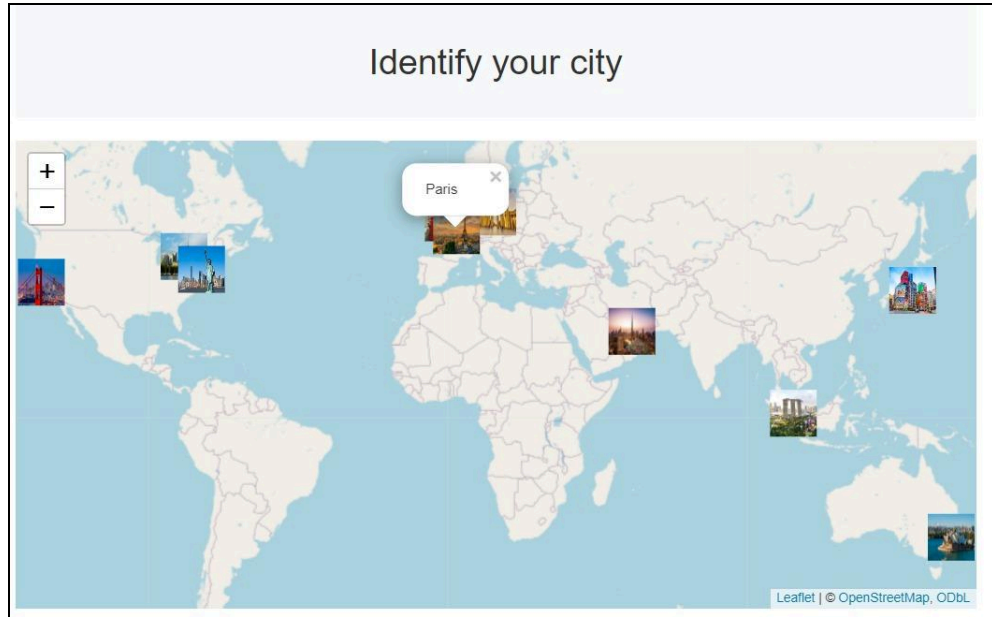 Identify your city
+
−
Paris ×
Leaflet | © OpenStreetMap, ODbL